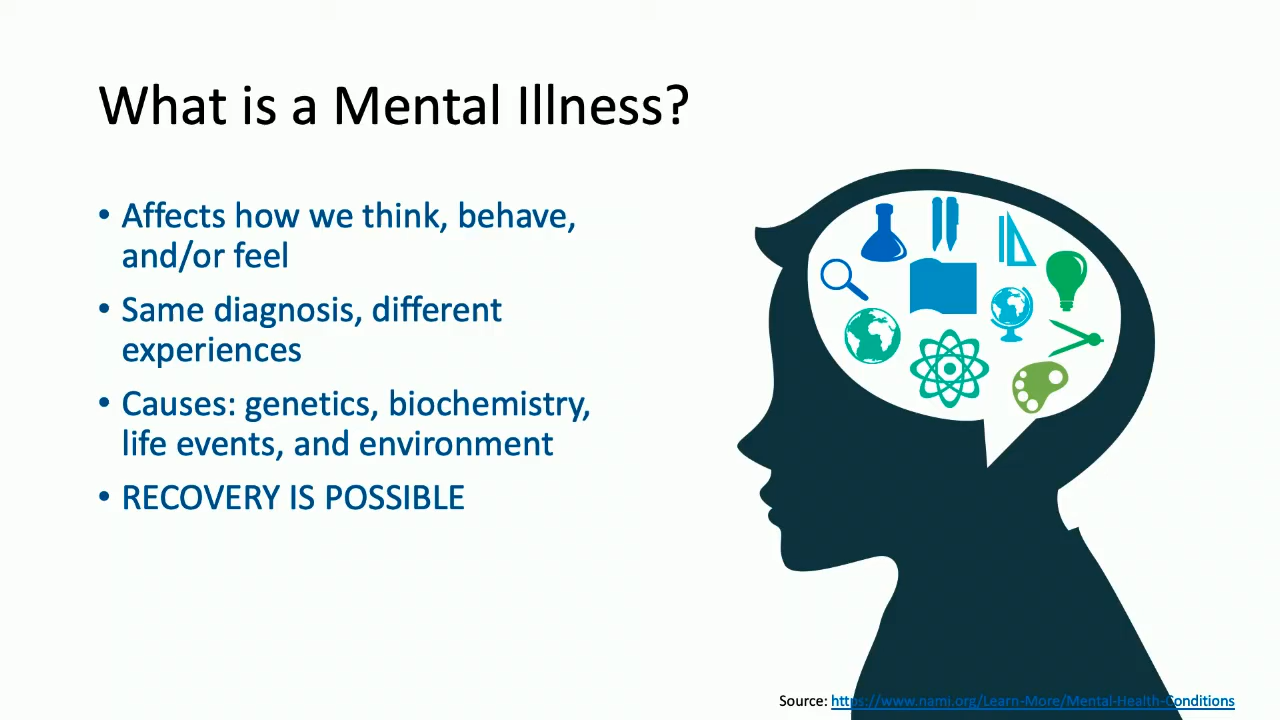 What is a Mental Illness?
• Affects how we think, behave,
and/or feel
• Same diagnosis, different
experiences
• Causes: genetics, biochemistry,
life events, and environment
• RECOVERY IS POSSIBLE
Source: https://www.nami.org/Learn-More/Mental-Health-Conditions